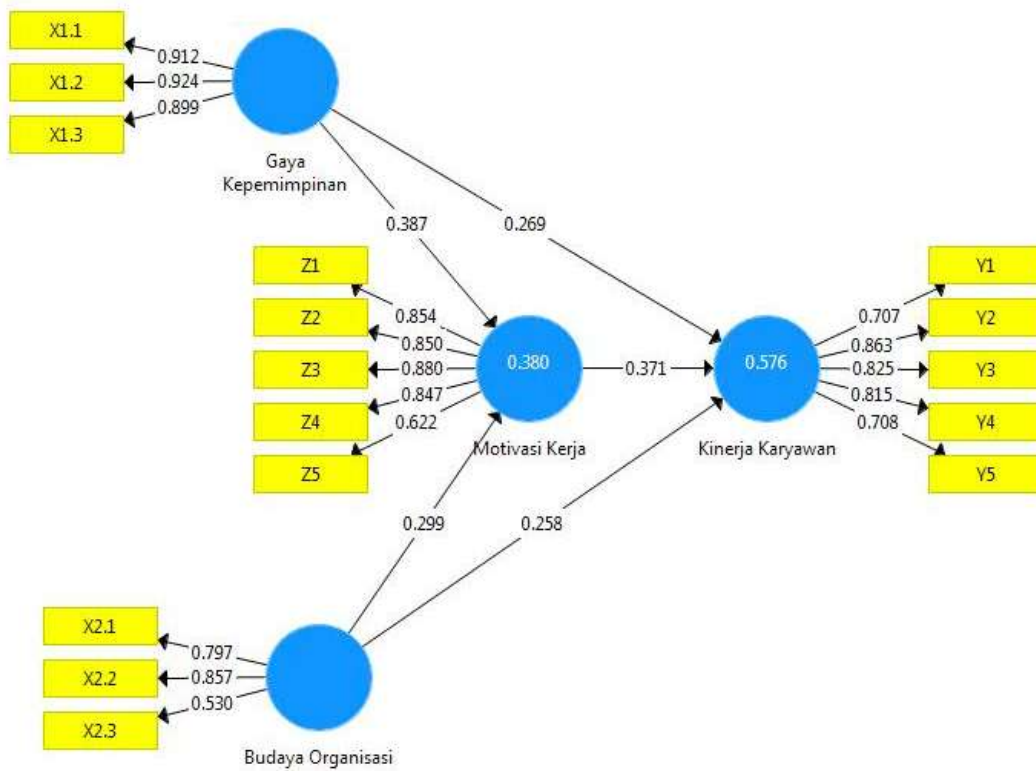 X1.1
0.912
X1.2
0.924
0.899
X1.3
Gaya
Kepemimpinan
0.387
0.269
Z1
0.854
Z2
0.850
Z3
0.880
Z4
0.847
0.622
Z5
0.380
Motivasi Kerja
0.371
0.576
Kinerja Karyawan
Y1
0.707
Y2
0.863
Y3
0.825
0.815
Y4
0.708
Y5
0.299
0.258
X2.1
0.797
X2.2
0.857
0.530
X2.3
Budaya Organisasi